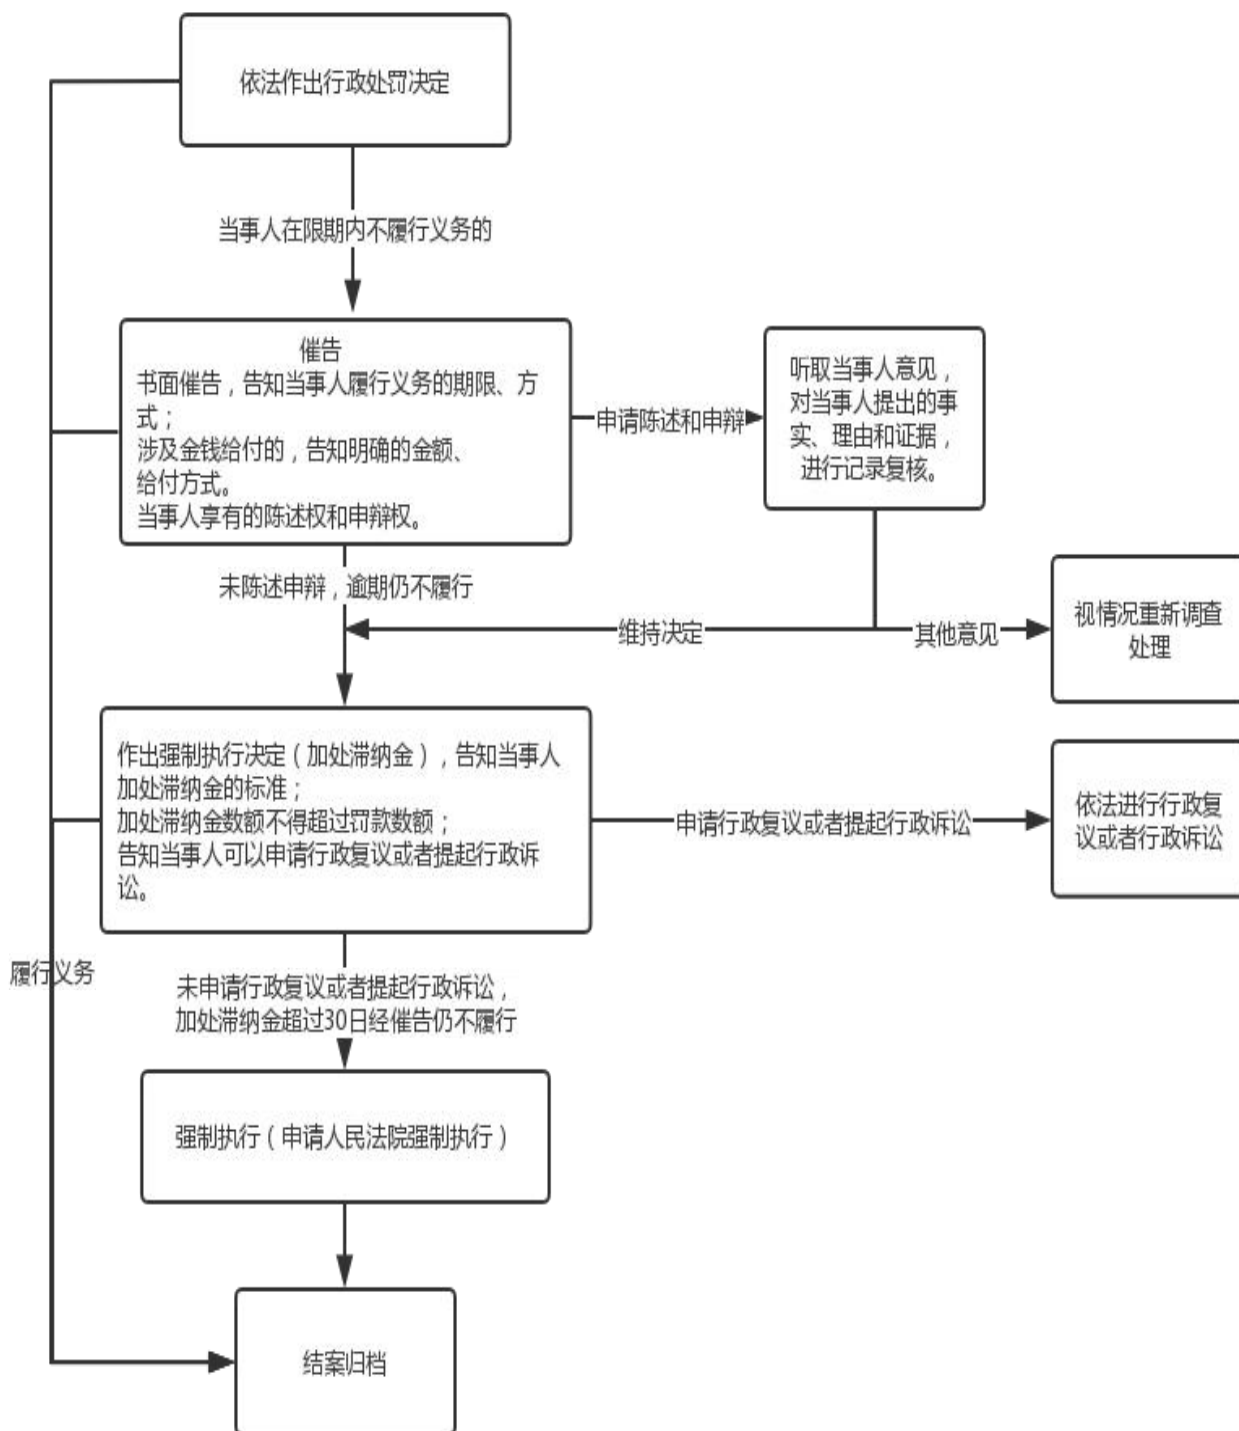 依法作出行政处罚决定
当事人在限期内不履行义务的
催告
书面催告，告知当事人履行义务的期限、方
式；
涉及金钱给付的，告知明确的金额、
给付方式。
当事人享有的陈述权和申辩权。
申请陈述和申辩
听取当事人意见，
对当事人提出的事
实、理由和证据，
进行记录复核。
未陈述申辩，逾期仍不履行
维持决定
其他意见
视情况重新调查
处理
作出强制执行决定（加处滞纳金），告知当事人
加处滞纳金的标准；
加处滞纳金数额不得超过罚款数额；
告知当事人可以申请行政复议或者提起行政诉
讼。
申请行政复议或者提起行政诉讼
依法进行行政复
议或者行政诉讼
履行义务
未申请行政复议或者提起行政诉讼，
加处滞纳金超过30日经催告仍不履行
强制执行（申请人民法院强制执行）
结案归档